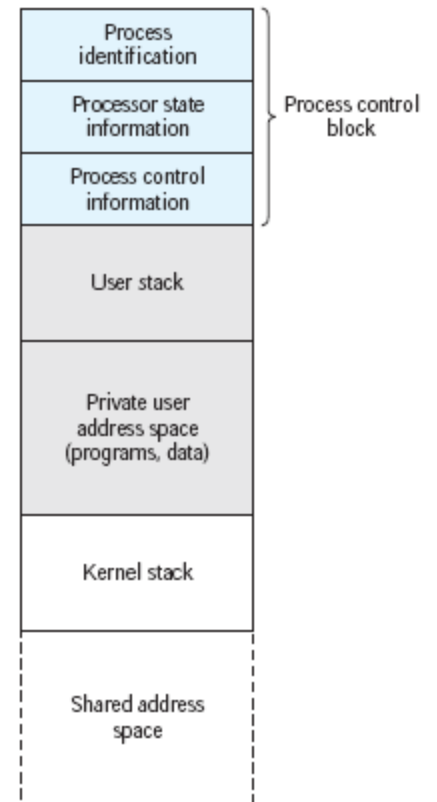 Process
identification
Processor state
information
Process control
block
Process control
information
User stack
Private user
address space
(programs, data)
Kernel stack
Shared address
space